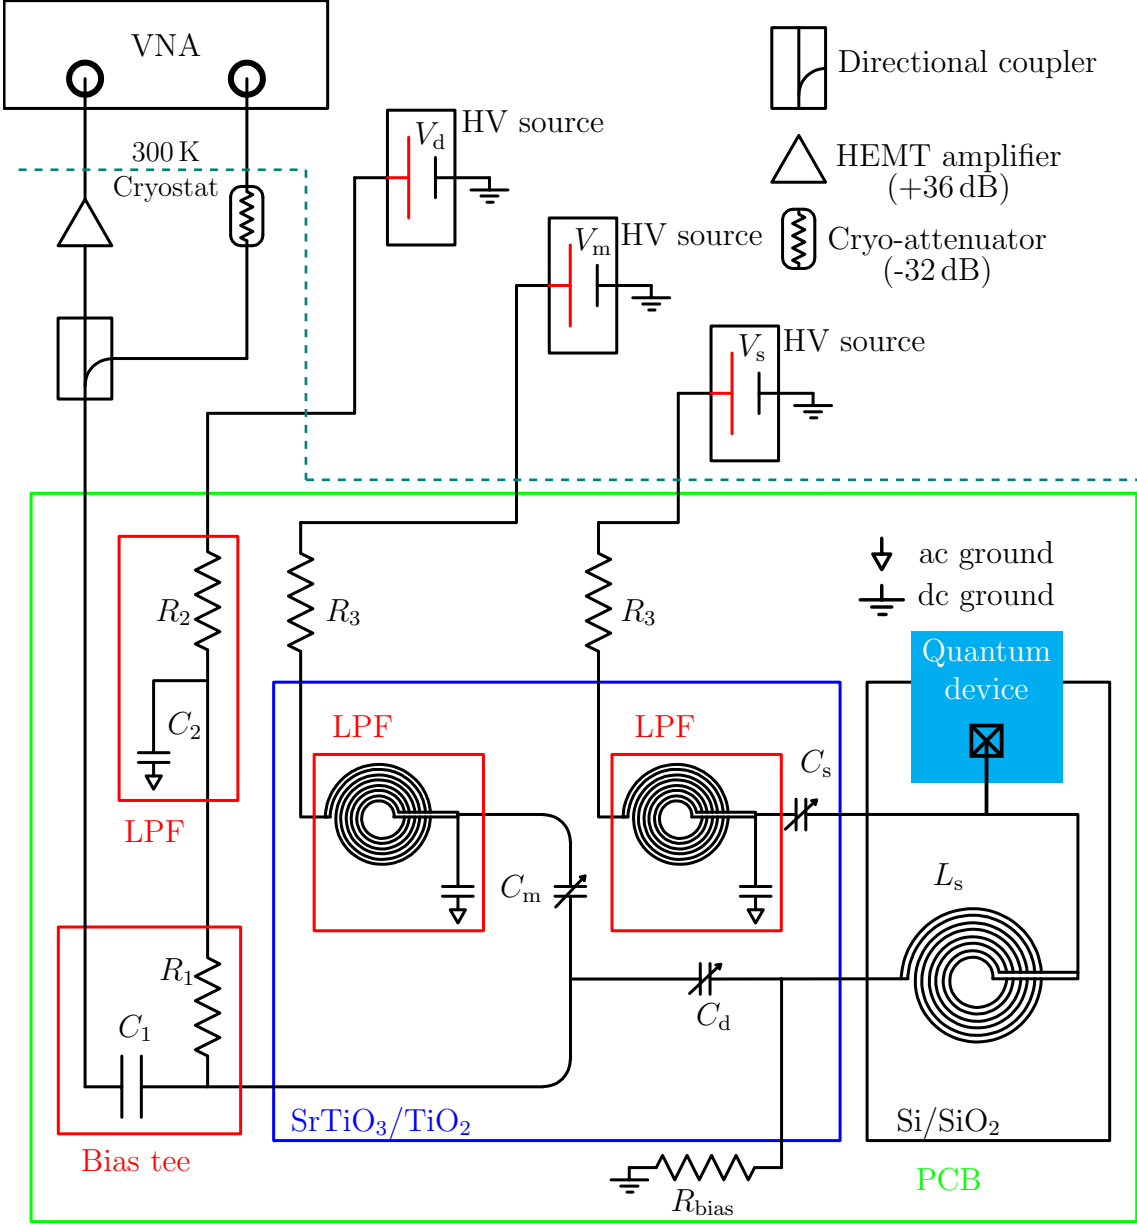 VNA
Directional coupler
300 K
Cryostat
V_d
HV source
HEMT amplifier
(+36 dB)
V_m
HV source
Cryo-attenuator
(-32 dB)
V_s
HV source
ac ground
dc ground
R_2
R_3
R_3
Quantum
device
C_2
LPF
LPF
C_s
LPF
C_m
L_s
R_1
C_1
C_d
SrTiO_3/TiO_2
Si/SiO_2
Bias tee
R_bias
PCB